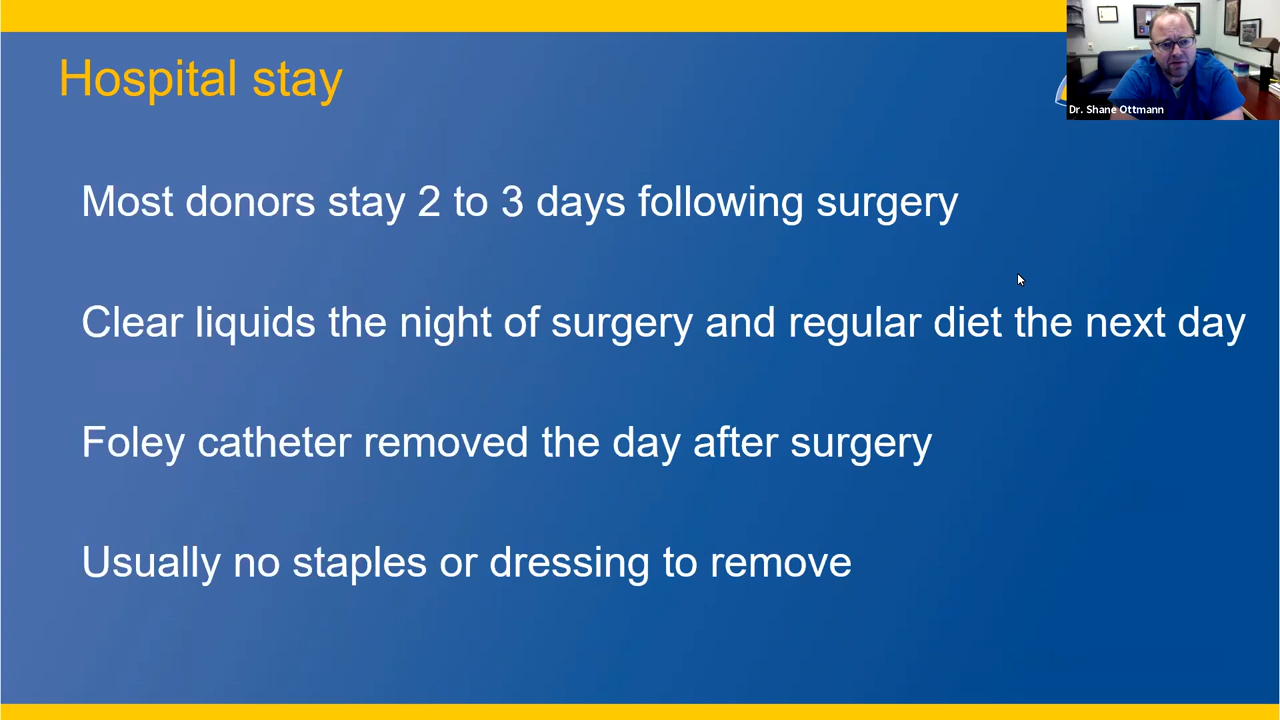 Hospital stay
Dr. Shane Ottmann
Most donors stay 2 to 3 days following surgery
Clear liquids the night of surgery and regular diet the next day
Foley catheter removed the day after surgery
Usually no staples or dressing to remove